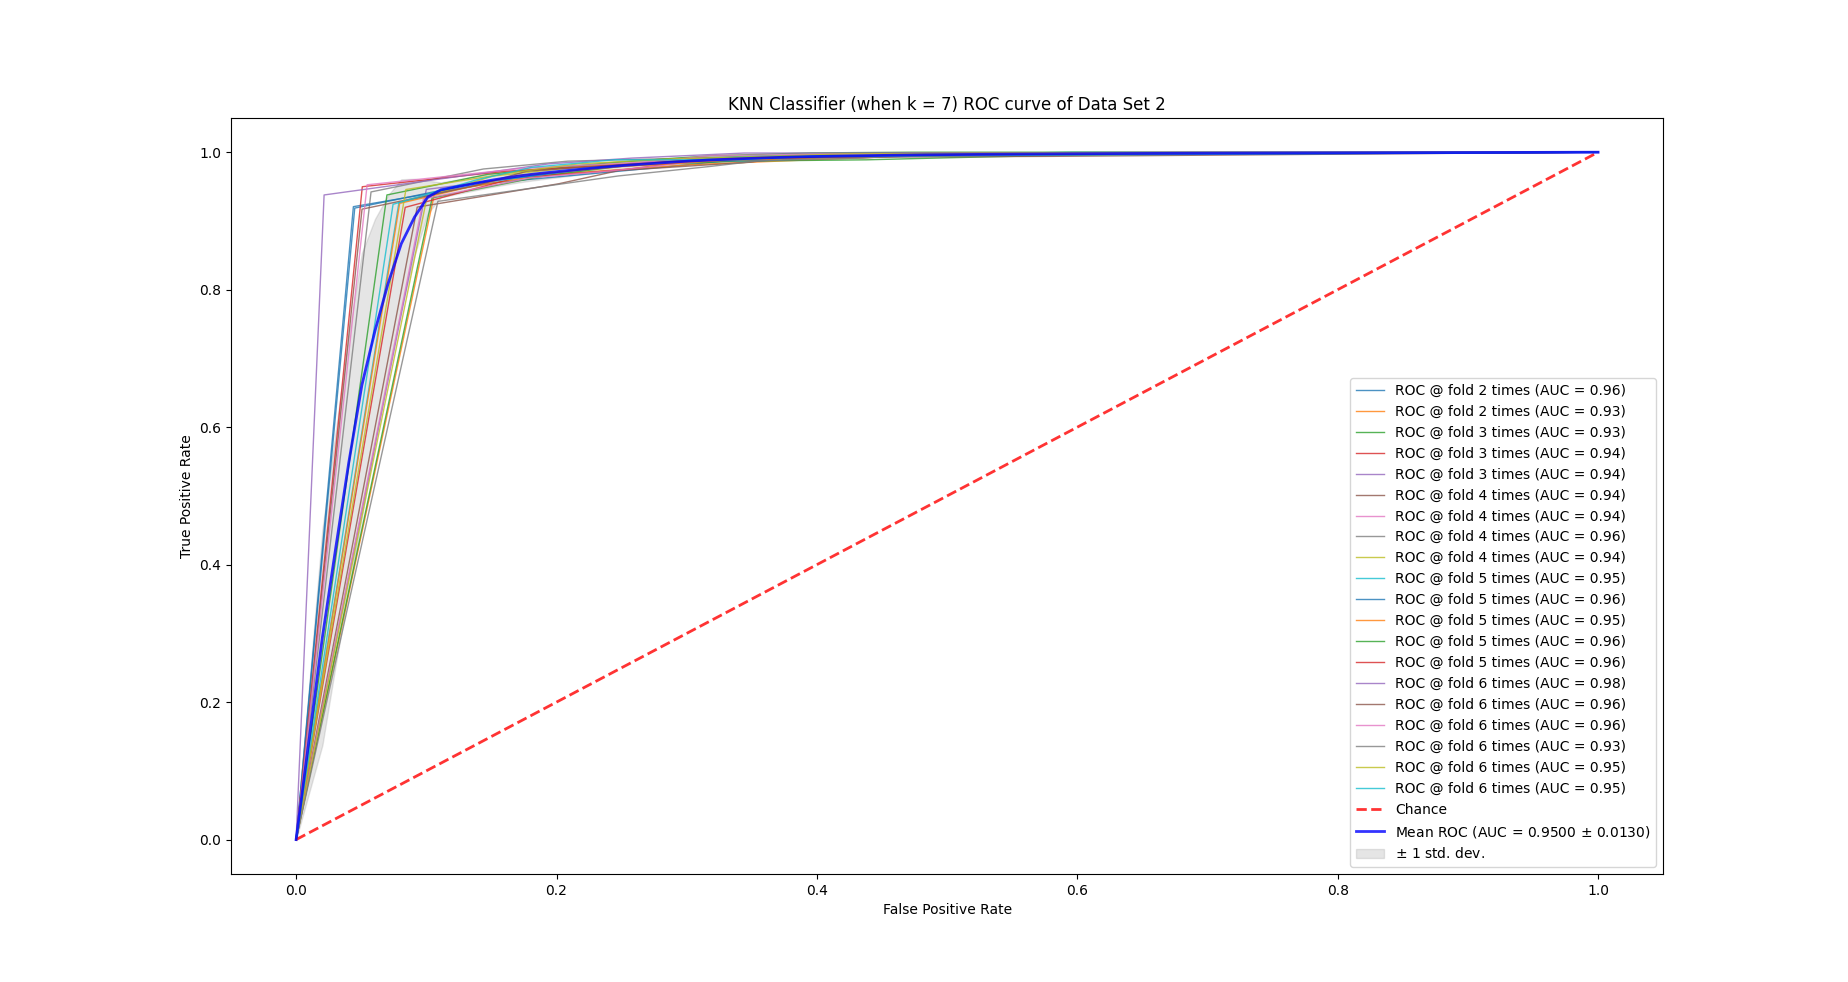 KNN Classifier (when k = 7) ROC curve of Data Set 2
1.0
0.8
0.6
0.4
0.2
0.0
True Positive Rate
ROC @ fold 2 times (AUC = 0.96)
ROC @ fold 2 times (AUC = 0.93)
ROC @ fold 3 times (AUC = 0.93)
ROC @ fold 3 times (AUC = 0.94)
ROC @ fold 3 times (AUC = 0.94)
ROC @ fold 4 times (AUC = 0.94)
ROC @ fold 4 times (AUC = 0.94)
ROC @ fold 4 times (AUC = 0.96)
ROC @ fold 4 times (AUC = 0.94)
ROC @ fold 5 times (AUC = 0.95)
ROC @ fold 5 times (AUC = 0.96)
ROC @ fold 5 times (AUC = 0.95)
ROC @ fold 5 times (AUC = 0.96)
ROC @ fold 5 times (AUC = 0.96)
ROC @ fold 6 times (AUC = 0.98)
ROC @ fold 6 times (AUC = 0.96)
ROC @ fold 6 times (AUC = 0.96)
ROC @ fold 6 times (AUC = 0.93)
ROC @ fold 6 times (AUC = 0.95)
ROC @ fold 6 times (AUC = 0.95)
Chance
Mean ROC (AUC = 0.9500 ± 0.0130)
± 1 std. dev.
0.0 0.2 0.4 0.6 0.8 1.0
False Positive Rate